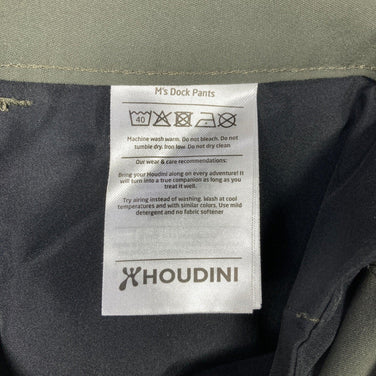 M's Dock Pants
40
Machine wash warm. Do not bleach. Do not
tumble dry. Iron low. Do not dry clean
Our wear & care recommendations:
Bring your Houdini along on every adventure! It
will turn into a true companion as long as you
treat it well.
Try airing instead of washing. Wash at cool
temperatures and with similar colors. Use mild
detergent and no fabric softener
HOUDINI